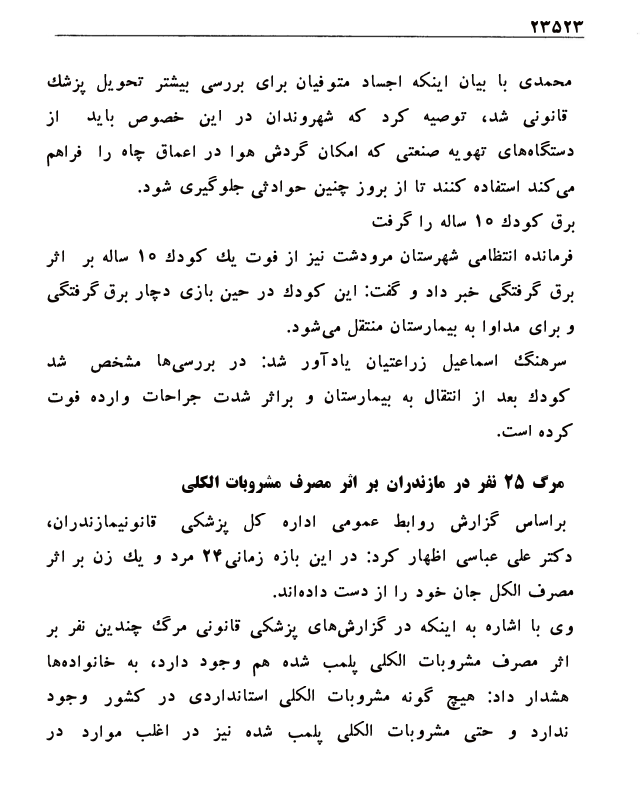 ۲۳۵۲۳
محمدی با بیان اینکه اجساد متوفیان برای بررسی بیشتر تحویل پزشك
قانونی شد، توصیه کرد که شهروندان در این خصوص باید از
دستگاه‌های تهویه صنعتی که امکان گردش هوا در اعماق چاه را فراهم
می‌کند استفاده کنند تا از بروز چنین حوادثی جلوگیری شود.
برق کودك ۱۰ ساله را گرفت
فرمانده انتظامی شهرستان مرودشت نیز از فوت یك کودك ۱۰ ساله بر اثر
برق گرفتگی خبر داد و گفت: این کودك در حین بازی دچار برق‌گرفتگی
و برای مداوا به بیمارستان منتقل می‌شود.
سرهنگ اسماعیل زراعتیان یادآور شد: در بررسی‌ها مشخص شد
کودك بعد از انتقال به بیمارستان و براثر شدت جراحات وارده فوت
کرده است.
مرگ ۲۵ نفر در مازندران بر اثر مصرف مشروبات الکلی
براساس گزارش روابط عمومی اداره کل پزشکی قانونیمازندران،
دکتر علی عباسی اظهار کرد: در این بازه زمانی۲۴ مرد و یك زن بر اثر
مصرف الکل جان خود را از دست داده‌اند.
وی با اشاره به اینکه در گزارش‌های پزشکی قانونی مرگ چندین نفر بر
اثر مصرف مشروبات الکلی پلمب شده هم وجود دارد، به خانواده‌ها
هشدار داد: هیچ گونه مشروبات الکلی استانداردی در کشور وجود
ندارد و حتی مشروبات الکلی پلمب شده نیز در اغلب موارد در